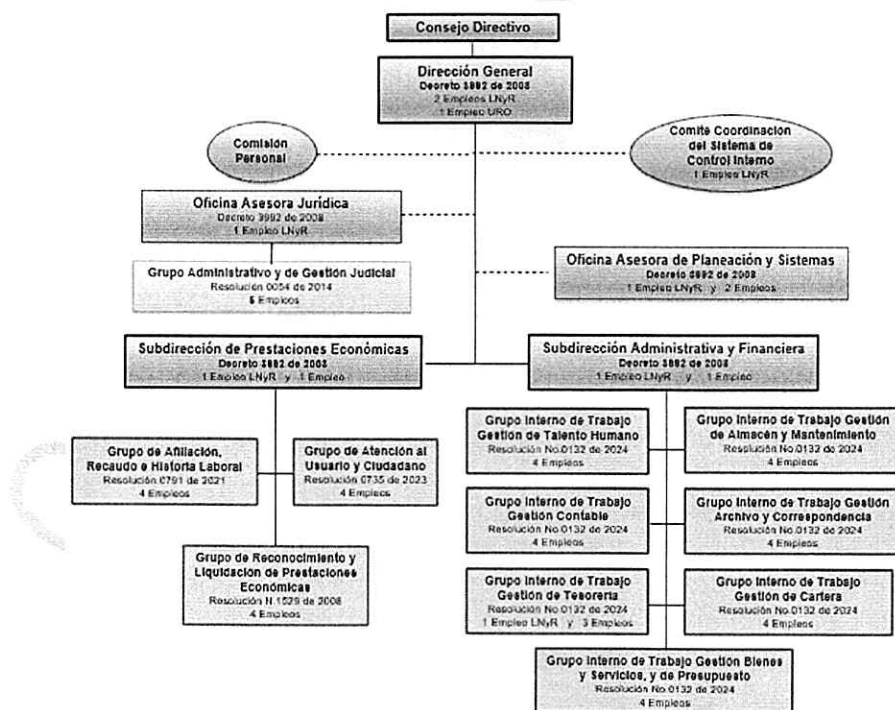 Consejo Directivo
Dirección General
Decreto 3992 de 2008
2 Empleos LNyR
1 Empleo URO
Comisión
Personal
Comite Coordinación
del Sistema de
Control Interno
1 Empleo LNyR
Oficina Asesora Jurídica
Decreto 3992 de 2008
1 Empleo LNyR
Grupo Administrativo y de Gestión Judicial
Resolución 0054 de 2014
5 Empleos
Oficina Asesora de Planeación y Sistemas
Decreto 3992 de 2008
1 Empleo LNyR y 2 Empleos
Subdirección de Prestaciones Económicas
Decreto 3992 de 2008
1 Empleo LNyR y 1 Empleo
Subdirección Administrativa y Financiera
Decreto 3992 de 2008
1 Empleo LNyR y 1 Empleo
Grupo de Afiliación,
Recaudo e Historia Laboral
Resolución 0791 de 2021
4 Empleos
Grupo de Atención al
Usuario y Ciudadano
Resolución 0735 de 2023
4 Empleos
Grupo de Reconocimiento y
Liquidación de Prestaciones
Económicas
Resolución N.1529 de 2008
4 Empleos
Grupo Interno de Trabajo
Gestión de Talento Humano
Resolución No.0132 de 2024
4 Empleos
Grupo Interno de Trabajo Gestión
de Almacén y Mantenimiento
Resolución No.0132 de 2024
4 Empleos
Grupo Interno de Trabajo
Gestión Contable
Resolución No.0132 de 2024
4 Empleos
Grupo Interno de Trabajo Gestión
Archivo y Correspondencia
Resolución No.0132 de 2024
4 Empleos
Grupo Interno de Trabajo
Gestión de Tesorería
Resolución No.0132 de 2024
1 Empleo LNyR y 3 Empleos
Grupo Interno de Trabajo
Gestión de Cartera
Resolución No.0132 de 2024
4 Empleos
Grupo Interno de Trabajo Gestión Bienes
y Servicios, y de Presupuesto
Resolución No.0132 de 2024
4 Empleos